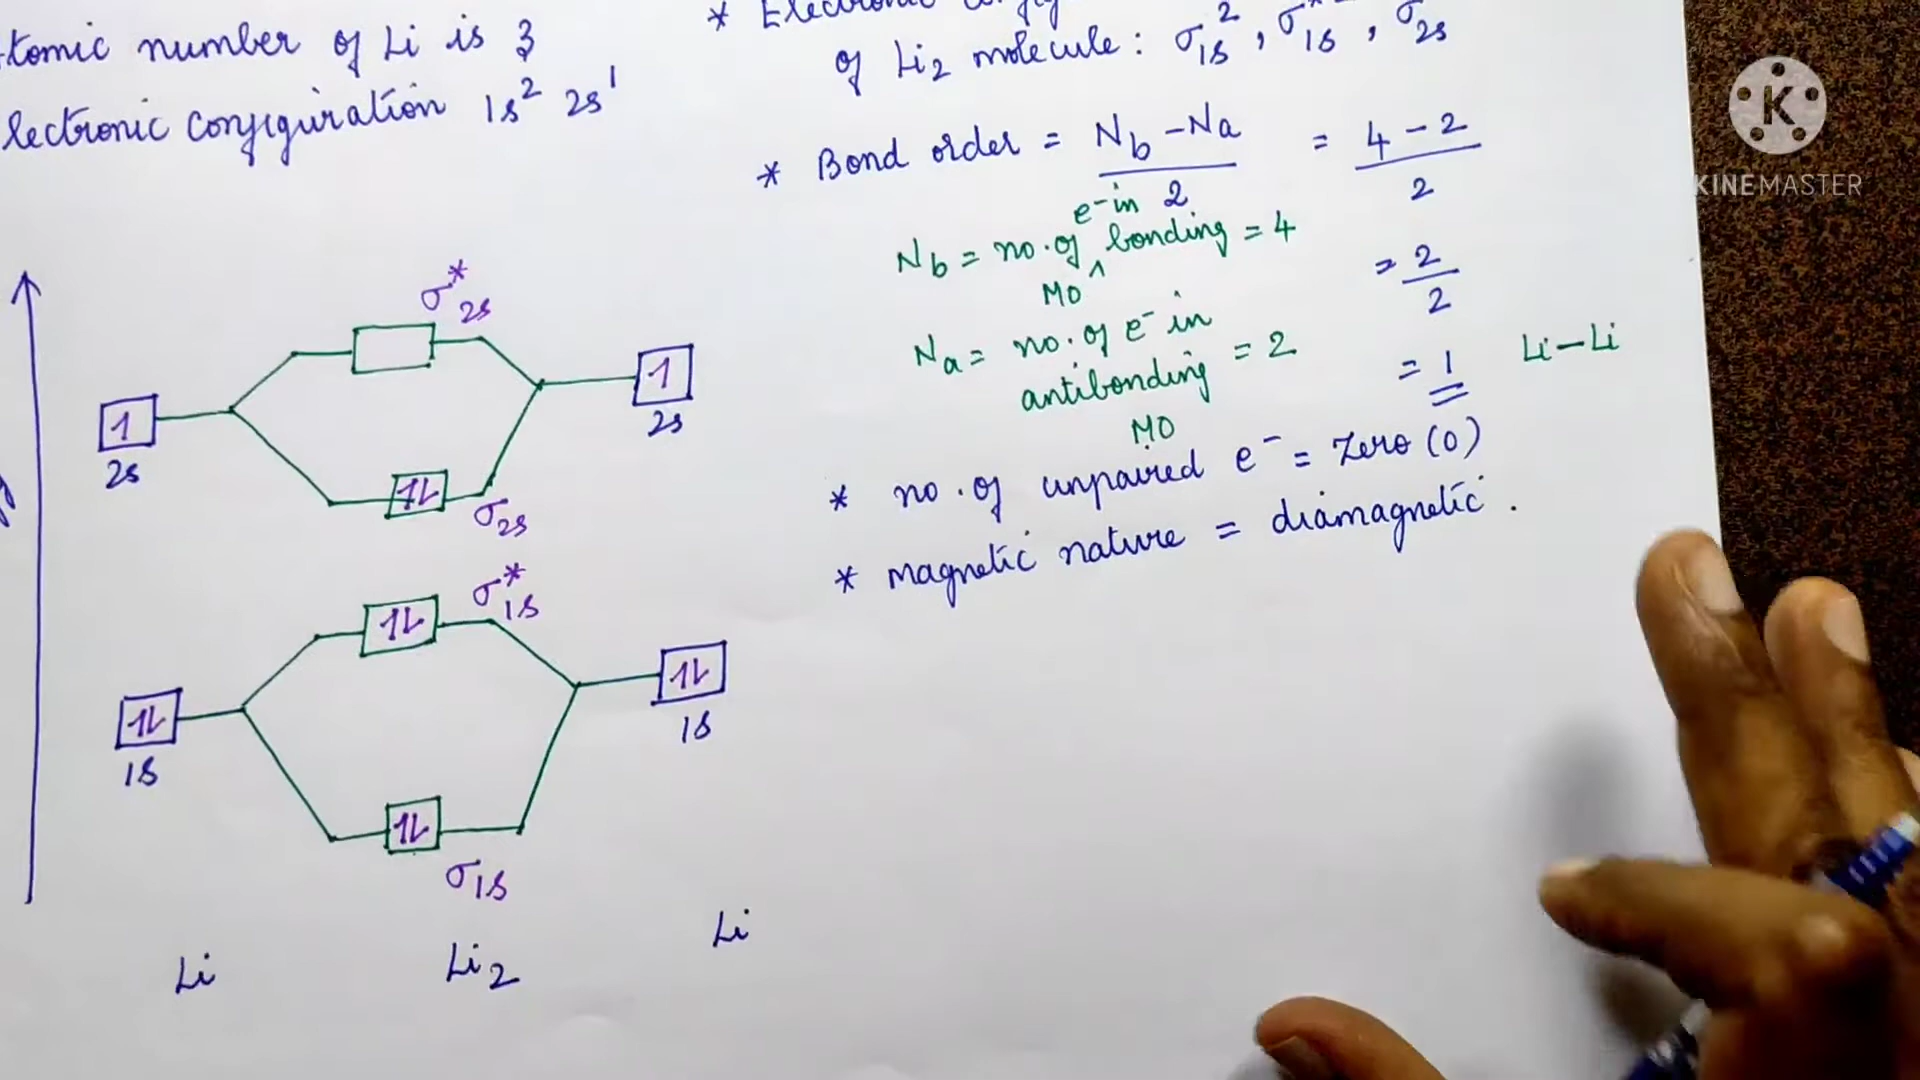 tomic number of Li is 3
lectronic configuration 1s² 2s¹
σ*2s
1
2s
1
2s
1L
σ2s
σ*1s
1L
1L
1s
1L
1s
1L
σ1s
Li
Li₂
Li
* Electronic
of Li₂ molecule : σ1s², σ*1s , σ2s
* Bond order = Nb - Na / 2 = 4 - 2 / 2
Nb = no. of e⁻ in bonding = 4
MO
= 2 / 2
Na = no. of e⁻ in
antibonding = 2
MO
= 1 Li - Li
* no. of unpaired e⁻ = Zero (0)
* magnetic nature = diamagnetic .
K
KINEMASTER